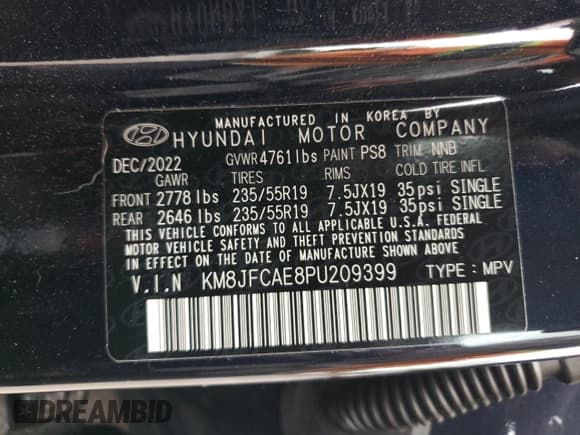 MANUFACTURED IN KOREA BY
HYUNDAI MOTOR COMPANY
DEC/2022 GVWR4761lbs PAINT PS8 TRIM NNB
GAWR TIRES RIMS COLD TIRE INFL
FRONT 2778 lbs 235/55R19 7.5JX19 35psi SINGLE
REAR 2646 lbs 235/55R19 7.5JX19 35psi SINGLE
THIS VEHICLE CONFORMS TO ALL APPLICABLE U.S.A. FEDERAL
MOTOR VEHICLE SAFETY AND THEFT PREVENTION STANDARDS
IN EFFECT ON THE DATE OF MANUFACTURE SHOWN ABOVE
V.I.N KM8JFCAE8PU209399 TYPE : MPV
DREAMBID